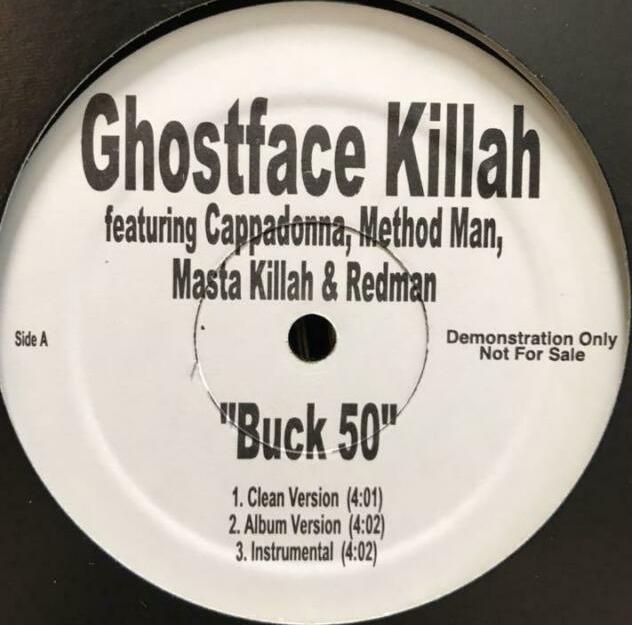 Ghostface Killah
featuring Cappadonna, Method Man,
Masta Killah & Redman
Side A
Demonstration Only
Not For Sale
"Buck 50"
1. Clean Version (4:01)
2. Album Version (4:02)
3. Instrumental (4:02)